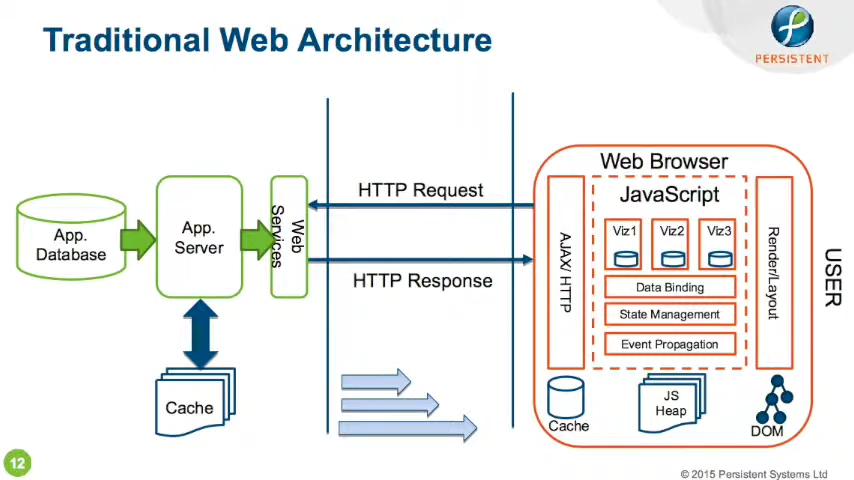 Traditional Web Architecture
PERSISTENT
App.
Database
App.
Server
Web
Services
Cache
HTTP Request
HTTP Response
Web Browser
AJAX/ HTTP
JavaScript
Viz1
Viz2
Viz3
Data Binding
State Management
Event Propagation
Render/Layout
Cache
JS
Heap
DOM
USER
12
© 2015 Persistent Systems Ltd